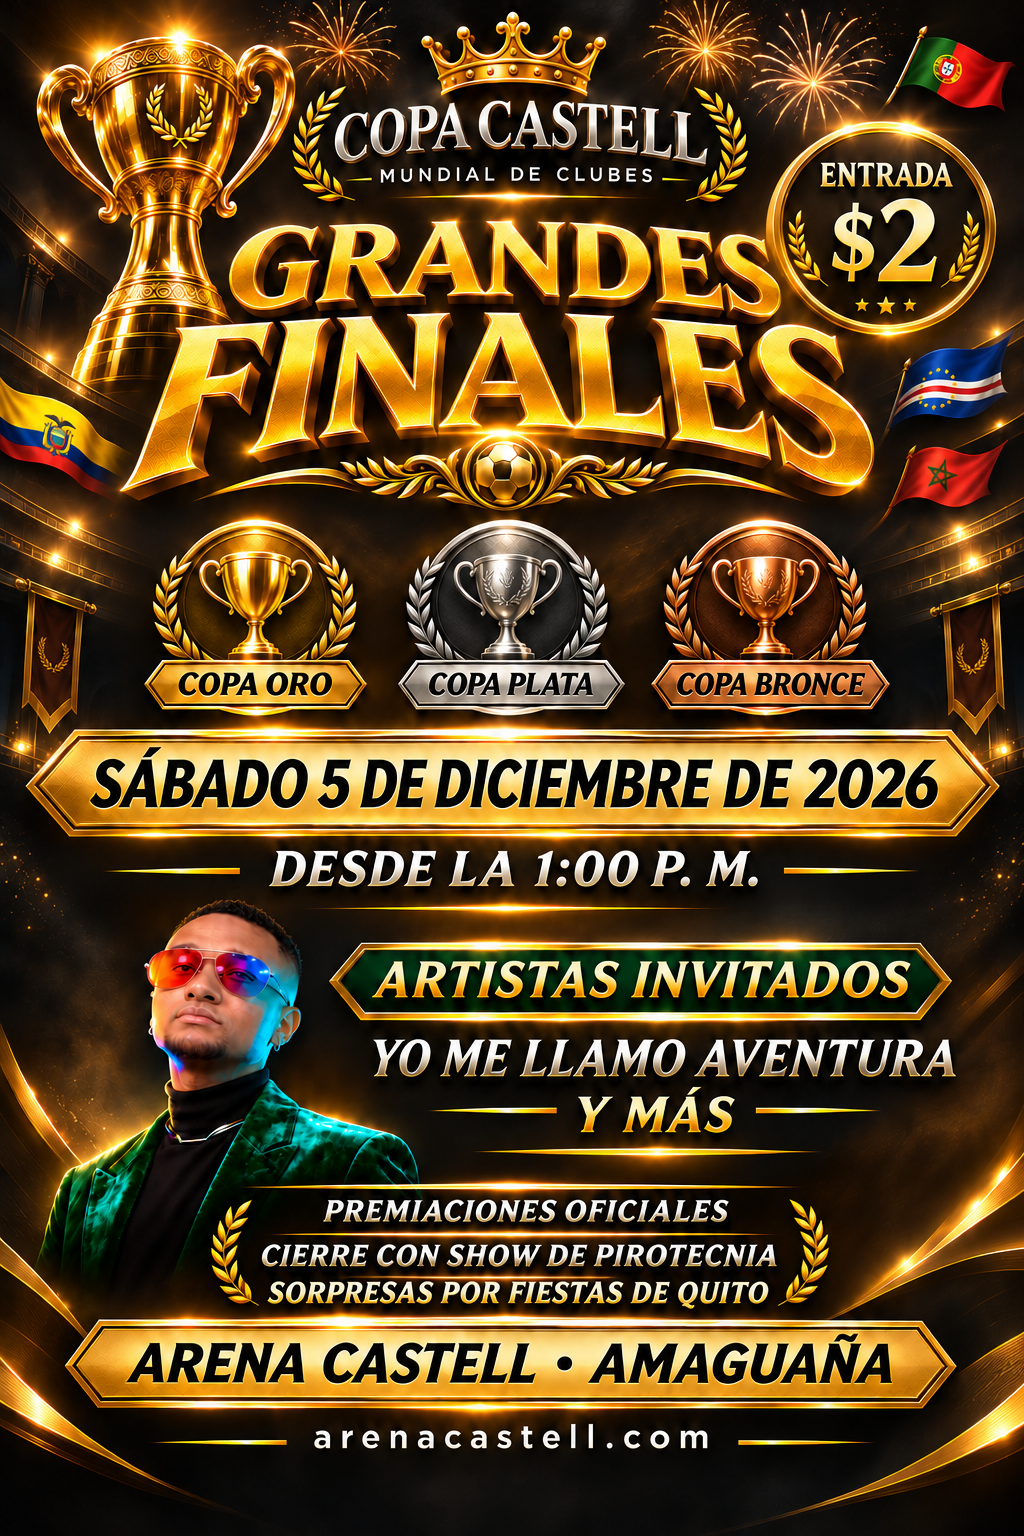 COPA CASTELL
MUNDIAL DE CLUBES
ENTRADA
$2
GRANDES
FINALES
COPA ORO
COPA PLATA
COPA BRONCE
SÁBADO 5 DE DICIEMBRE DE 2026
DESDE LA 1:00 P. M.
ARTISTAS INVITADOS
YO ME LLAMO AVENTURA
Y MÁS
PREMIACIONES OFICIALES
CIERRE CON SHOW DE PIROTECNIA
SORPRESAS POR FIESTAS DE QUITO
ARENA CASTELL • AMAGUAÑA
arenacastell.com